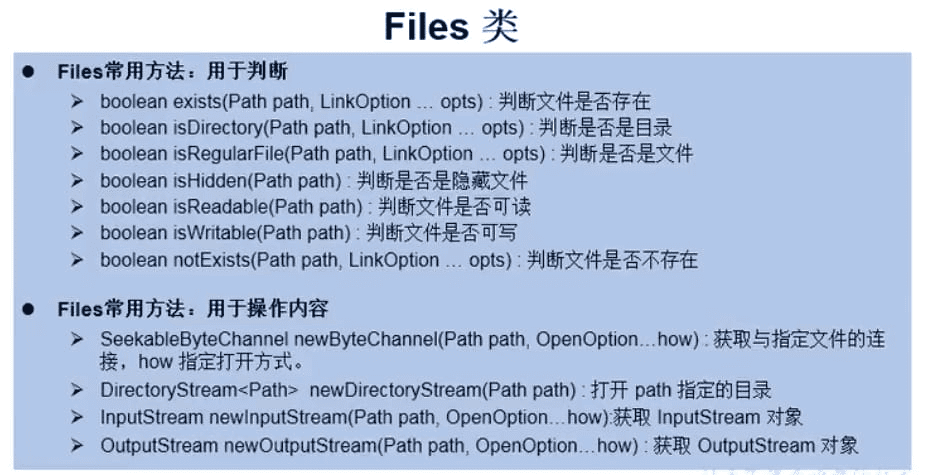 Files 类
● Files常用方法：用于判断
➢ boolean exists(Path path, LinkOption … opts) : 判断文件是否存在
➢ boolean isDirectory(Path path, LinkOption … opts) : 判断是否是目录
➢ boolean isRegularFile(Path path, LinkOption … opts) : 判断是否是文件
➢ boolean isHidden(Path path) : 判断是否是隐藏文件
➢ boolean isReadable(Path path) : 判断文件是否可读
➢ boolean isWritable(Path path) : 判断文件是否可写
➢ boolean notExists(Path path, LinkOption … opts) : 判断文件是否不存在
● Files常用方法：用于操作内容
➢ SeekableByteChannel newByteChannel(Path path, OpenOption…how) : 获取与指定文件的连
接，how 指定打开方式。
➢ DirectoryStream<Path> newDirectoryStream(Path path) : 打开 path 指定的目录
➢ InputStream newInputStream(Path path, OpenOption…how):获取 InputStream 对象
➢ OutputStream newOutputStream(Path path, OpenOption…how) : 获取 OutputStream 对象